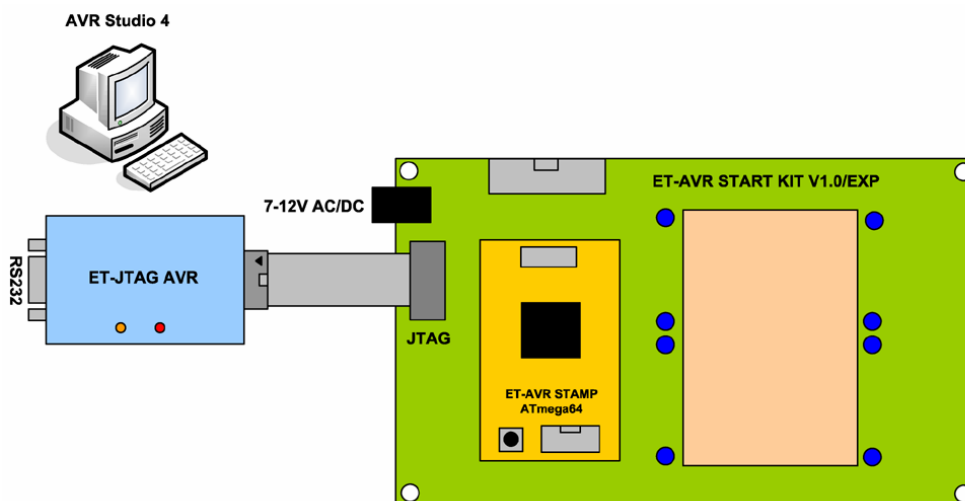 AVR Studio 4
7-12V AC/DC
ET-AVR START KIT V1.0/EXP
RS232
ET-JTAG AVR
JTAG
ET-AVR STAMP
ATmega64